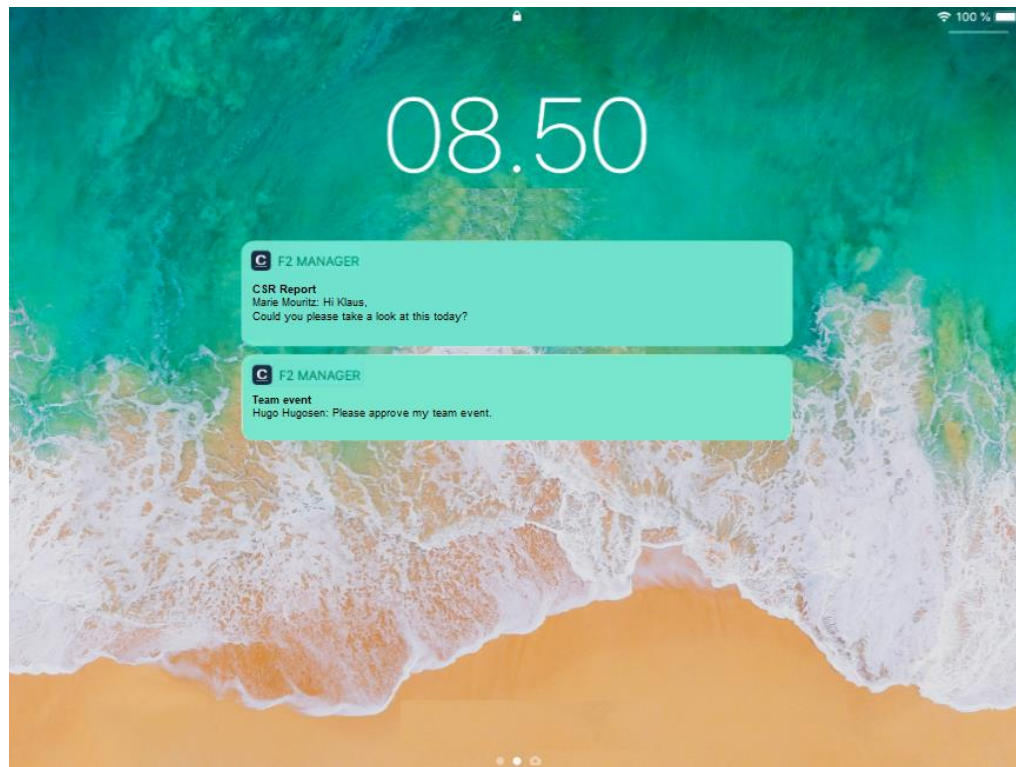 100 %
08.50
C F2 MANAGER
CSR Report
Marie Mouritz: Hi Klaus,
Could you please take a look at this today?
C F2 MANAGER
Team event
Hugo Hugosen: Please approve my team event.